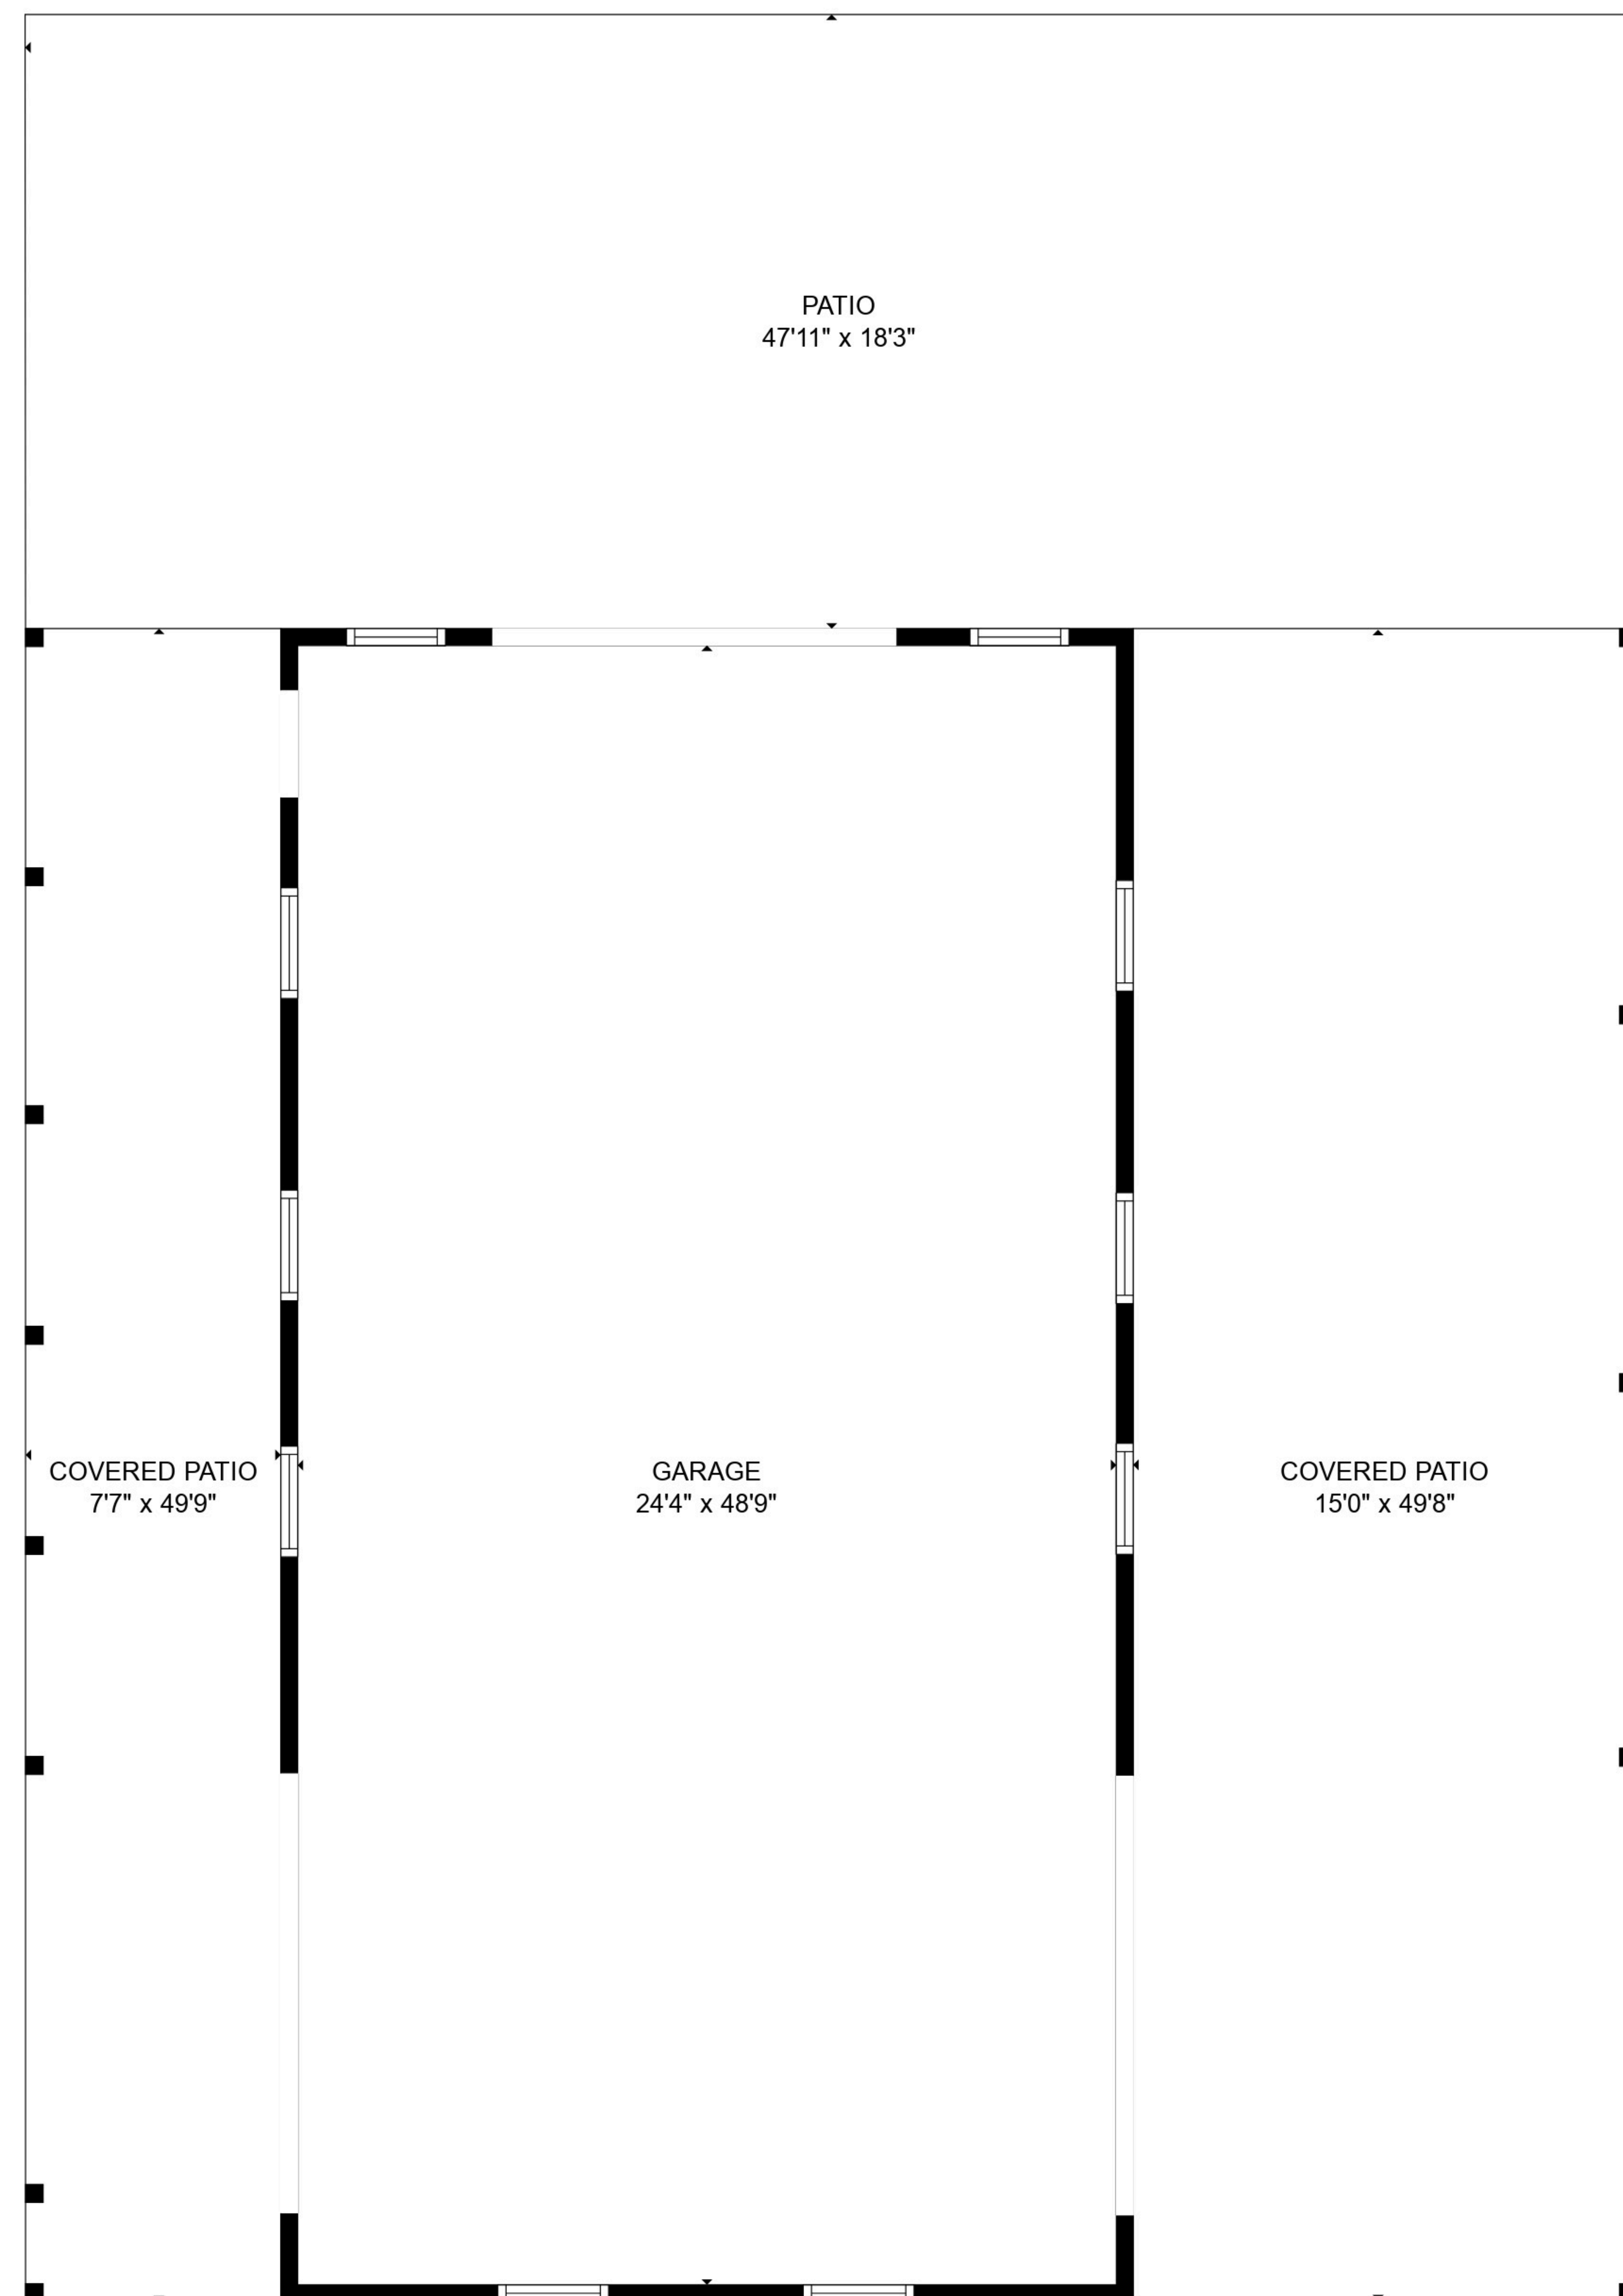 PATIO
47'11" x 18'3"
COVERED PATIO
7'7" x 49'9"
GARAGE
24'4" x 48'9"
COVERED PATIO
15'0" x 49'8"